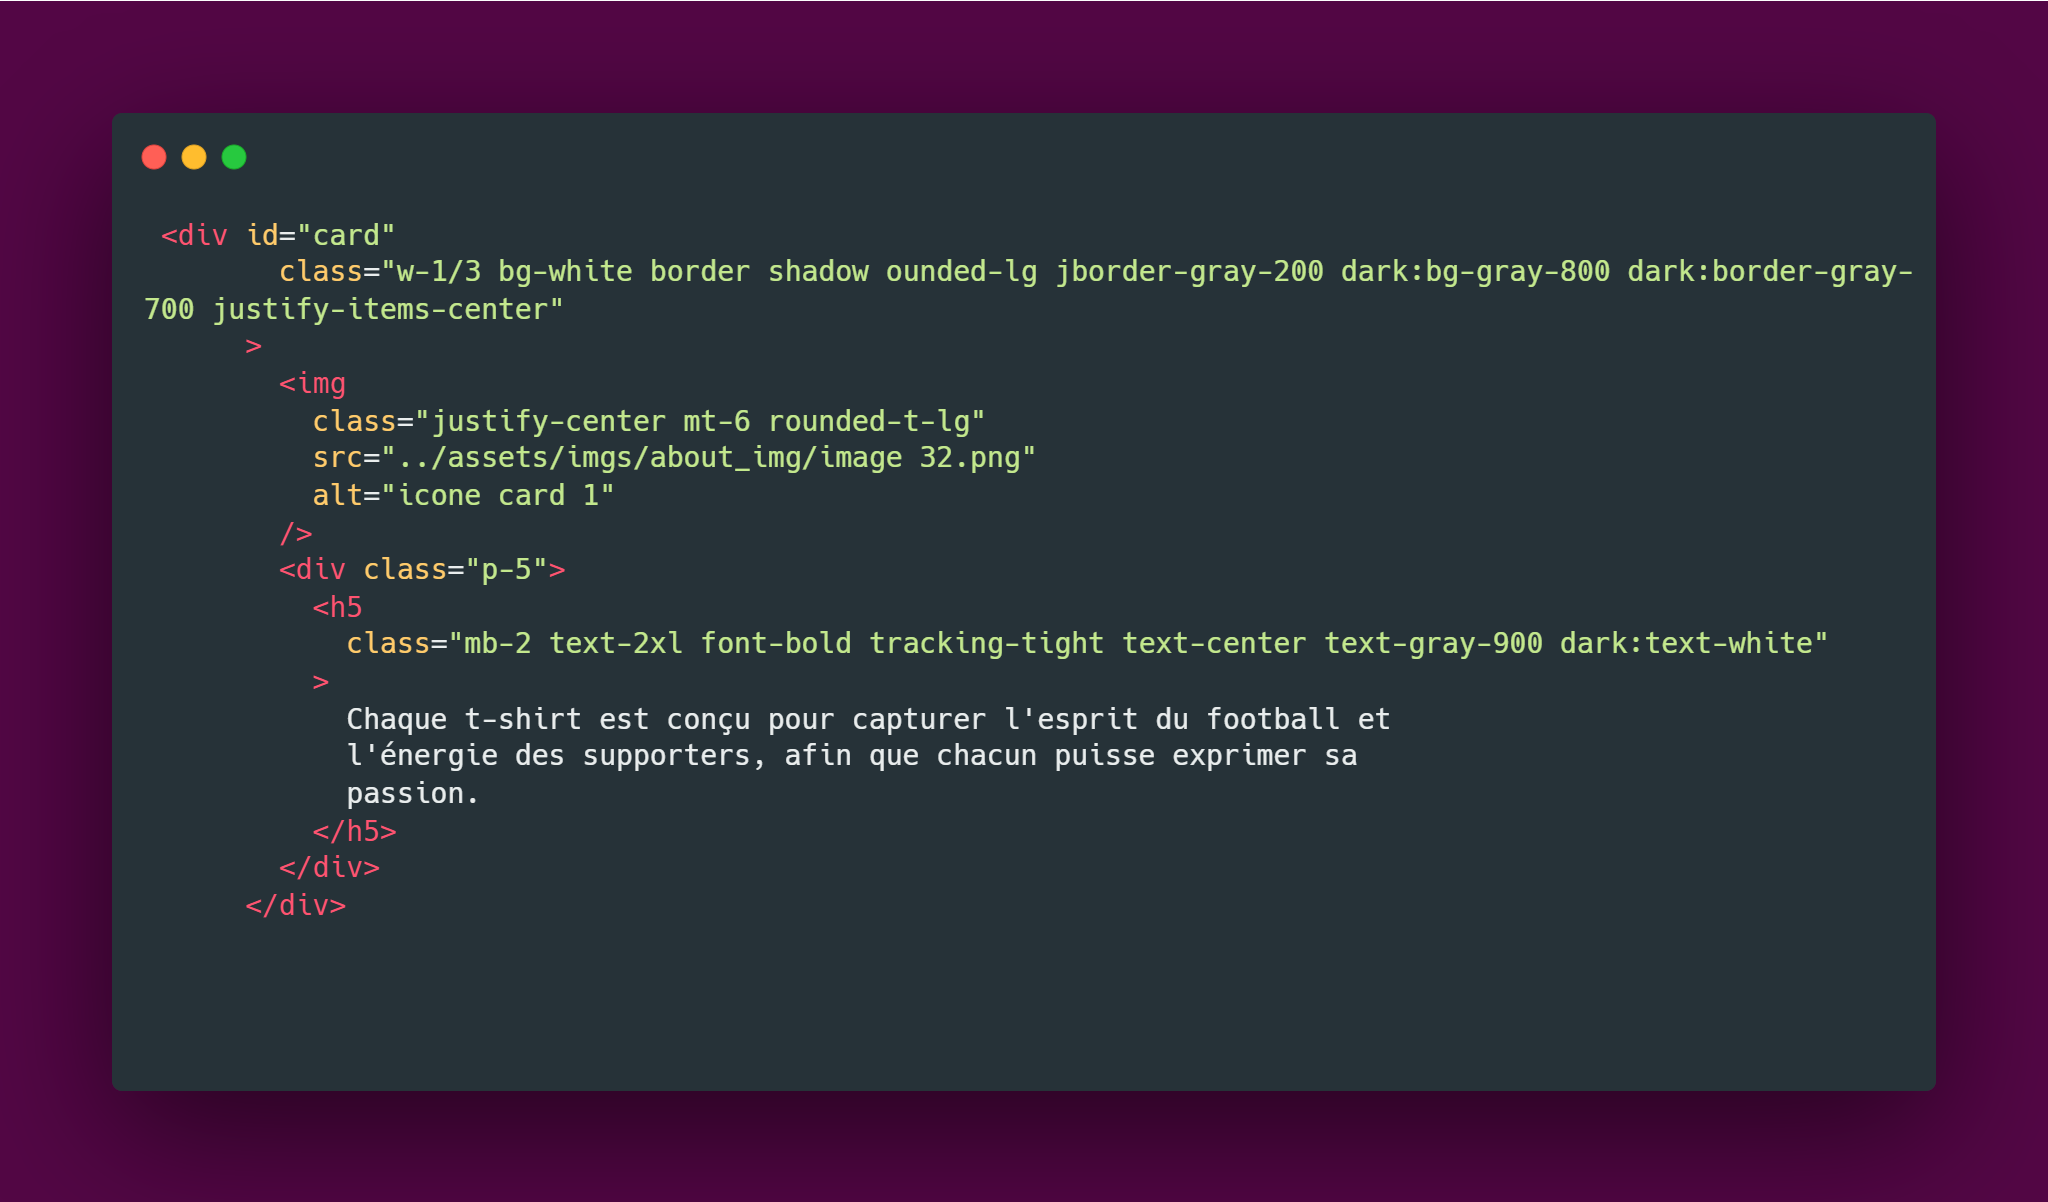 <div id="card"
class="w-1/3 bg-white border shadow ounded-lg jborder-gray-200 dark:bg-gray-800 dark:border-gray-
700 justify-items-center"
>
<img
class="justify-center mt-6 rounded-t-lg"
src="../assets/imgs/about_img/image 32.png"
alt="icone card 1"
/>
<div class="p-5">
<h5
class="mb-2 text-2xl font-bold tracking-tight text-center text-gray-900 dark:text-white"
>
Chaque t-shirt est conçu pour capturer l'esprit du football et
l'énergie des supporters, afin que chacun puisse exprimer sa
passion.
</h5>
</div>
</div>